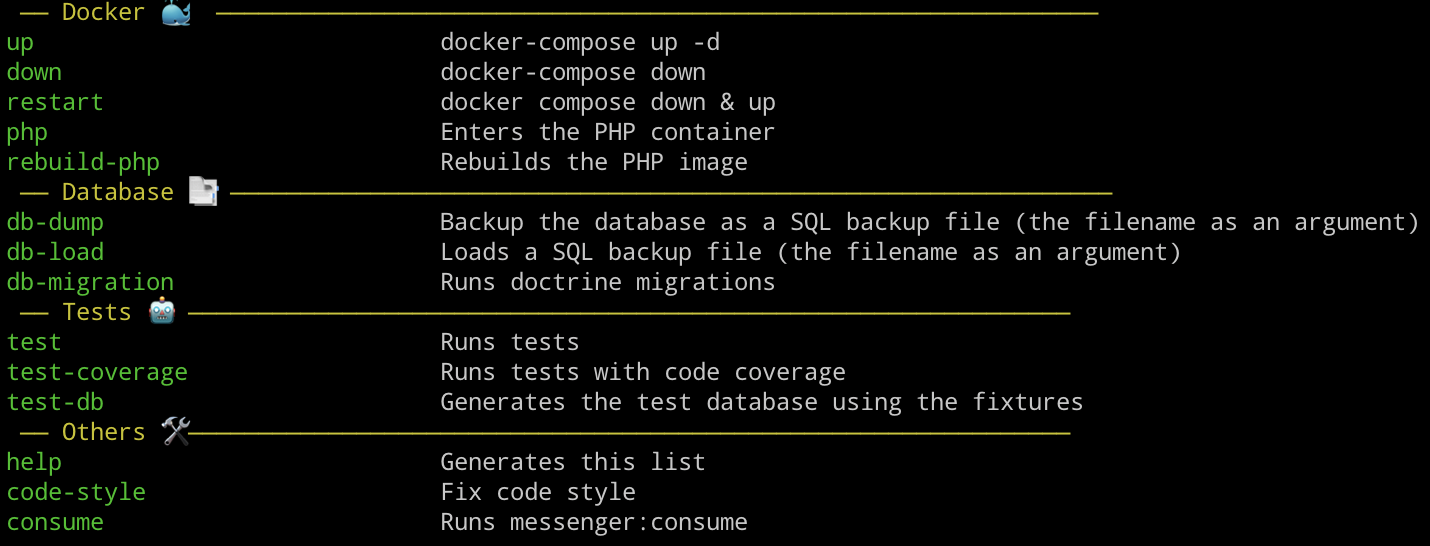 —— Docker 🐳 ———————————————————————————————————————————————————————————————
up docker-compose up -d
down docker-compose down
restart docker compose down & up
php Enters the PHP container
rebuild-php Rebuilds the PHP image
—— Database 📑 ———————————————————————————————————————————————————————————————
db-dump Backup the database as a SQL backup file (the filename as an argument)
db-load Loads a SQL backup file (the filename as an argument)
db-migration Runs doctrine migrations
—— Tests 🤖 ———————————————————————————————————————————————————————————————
test Runs tests
test-coverage Runs tests with code coverage
test-db Generates the test database using the fixtures
—— Others 🛠 ———————————————————————————————————————————————————————————————
help Generates this list
code-style Fix code style
consume Runs messenger:consume